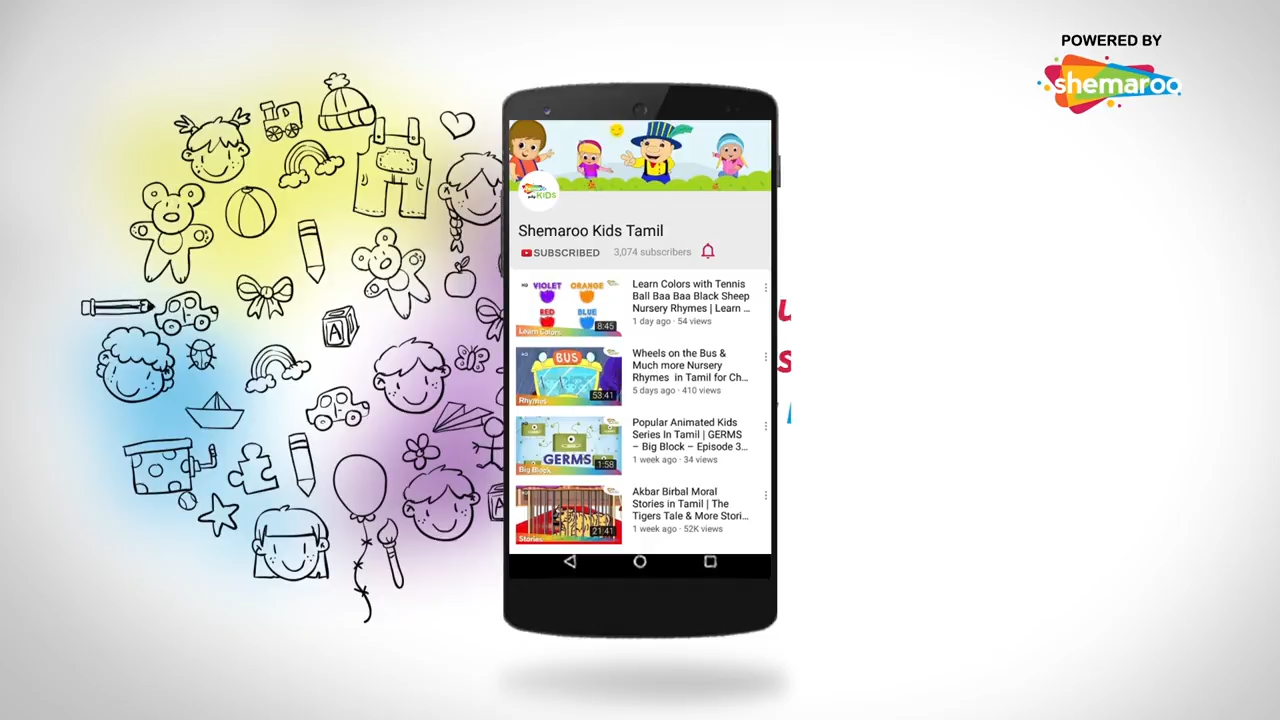 POWERED BY
shemaroo
KIDS
Shemaroo Kids Tamil
SUBSCRIBED 3,074 subscribers
VIOLET ORANGE
RED BLUE
Learn Colors 8:45
Learn Colors with Tennis
Ball Baa Baa Black Sheep
Nursery Rhymes | Learn ...
1 day ago · 54 views
BUS
Rhymes 53:41
Wheels on the Bus &
Much more Nursery
Rhymes in Tamil for Ch...
5 days ago · 410 views
GERMS
Big Block 1:58
Popular Animated Kids
Series In Tamil | GERMS
– Big Block – Episode 3...
1 week ago · 34 views
Stories 21:41
Akbar Birbal Moral
Stories in Tamil | The
Tigers Tale & More Stori...
1 week ago · 52K views
A